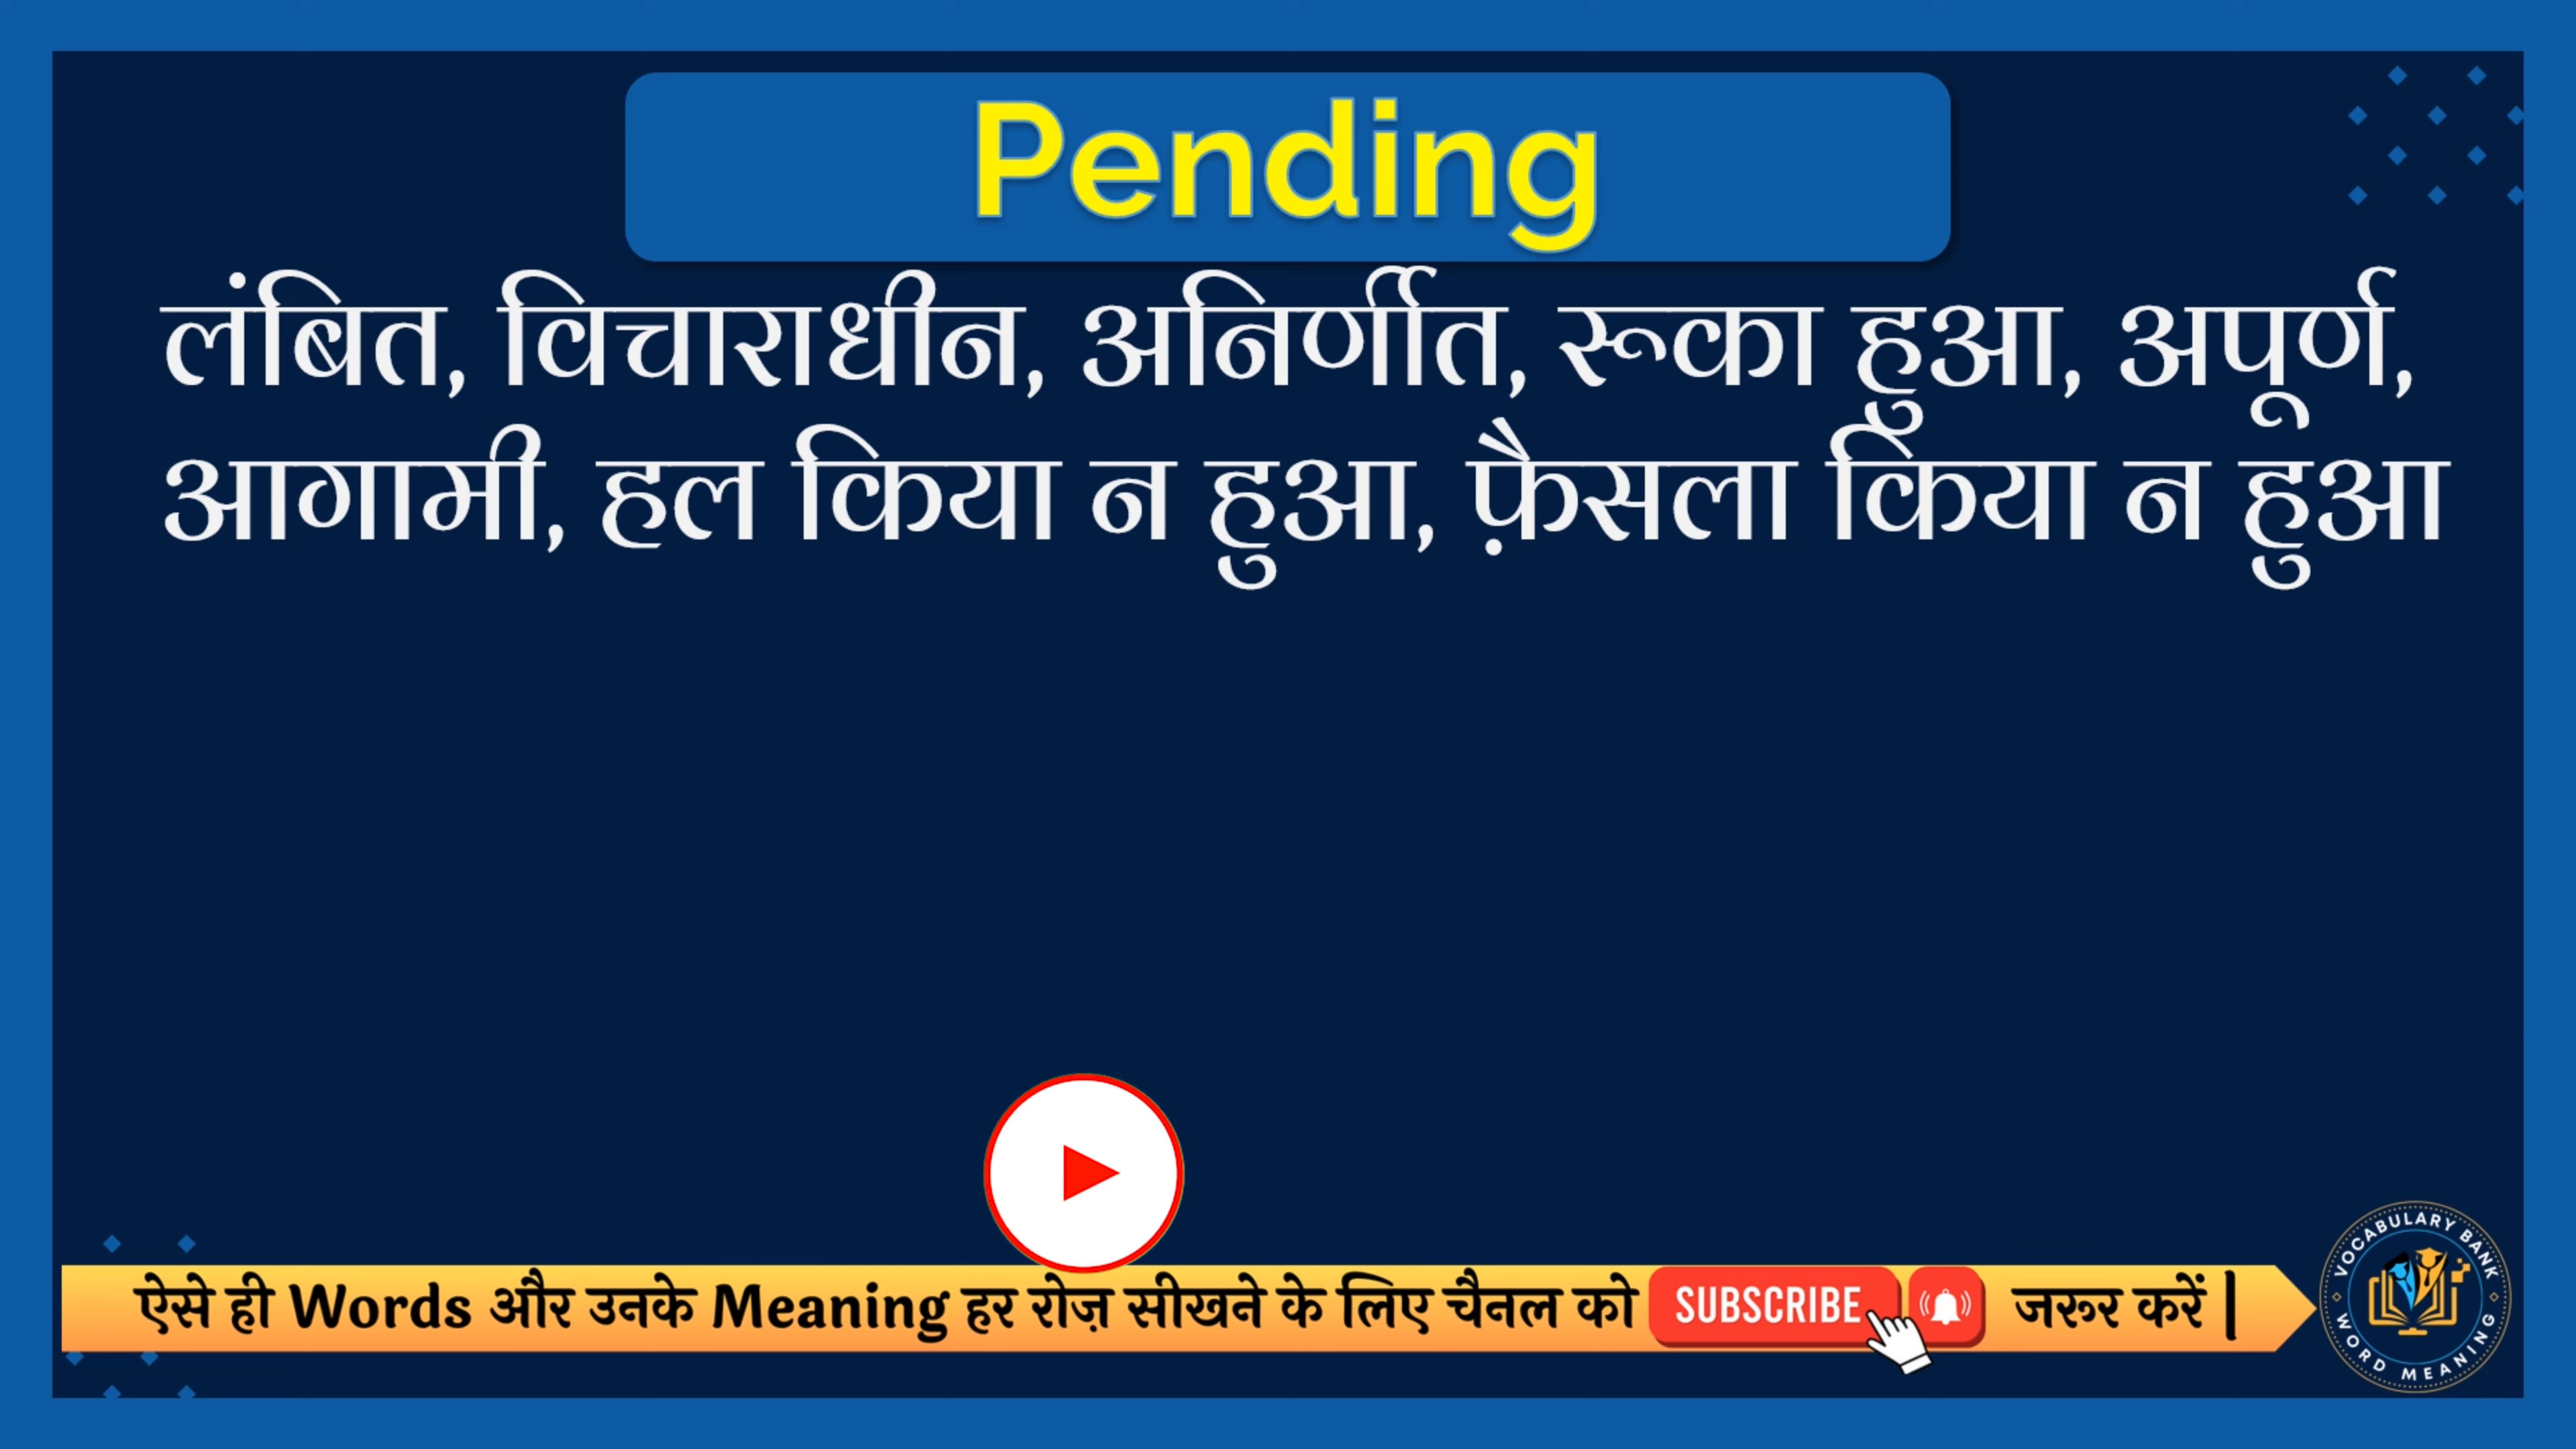 Pending
लंबित, विचाराधीन, अनिर्णीत, रूका हुआ, अपूर्ण,
आगामी, हल किया न हुआ, फ़ैसला किया न हुआ
ऐसे ही Words और उनके Meaning हर रोज़ सीखने के लिए चैनल को SUBSCRIBE जरूर करें |
VOCABULARY BANK
WORD MEANING